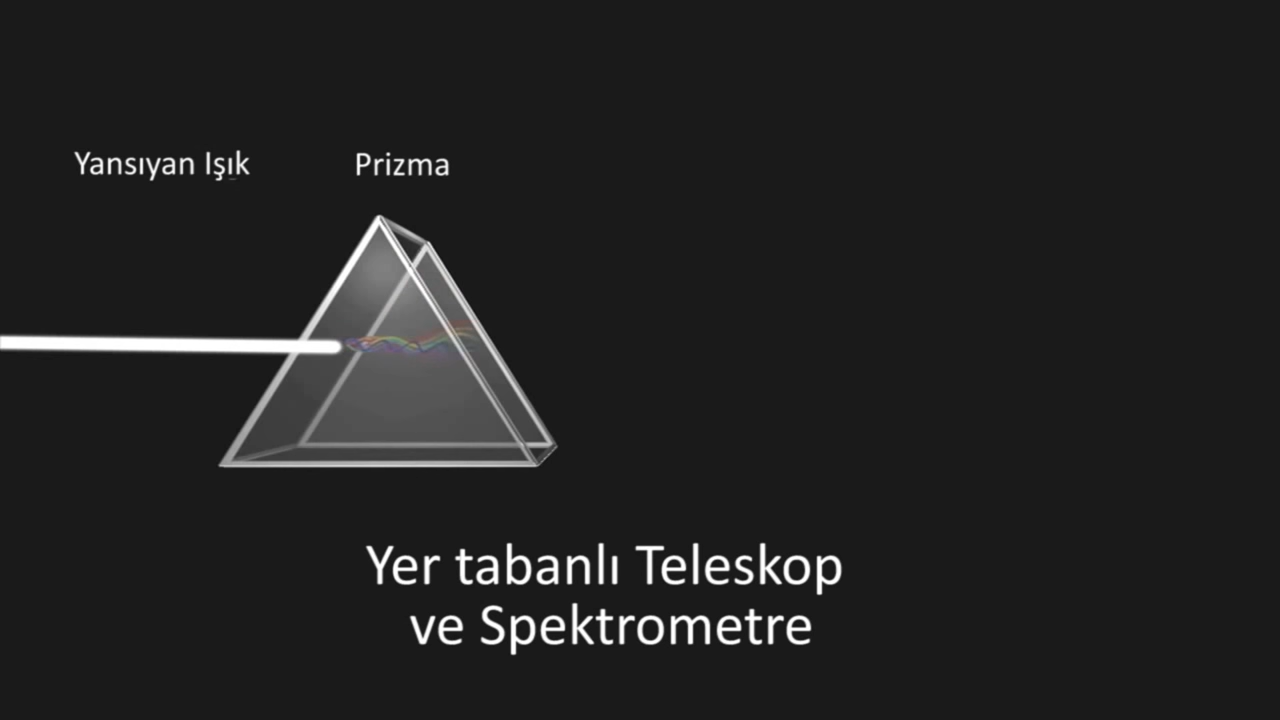 Yansıyan Işık
Prizma
Yer tabanlı Teleskop
ve Spektrometre